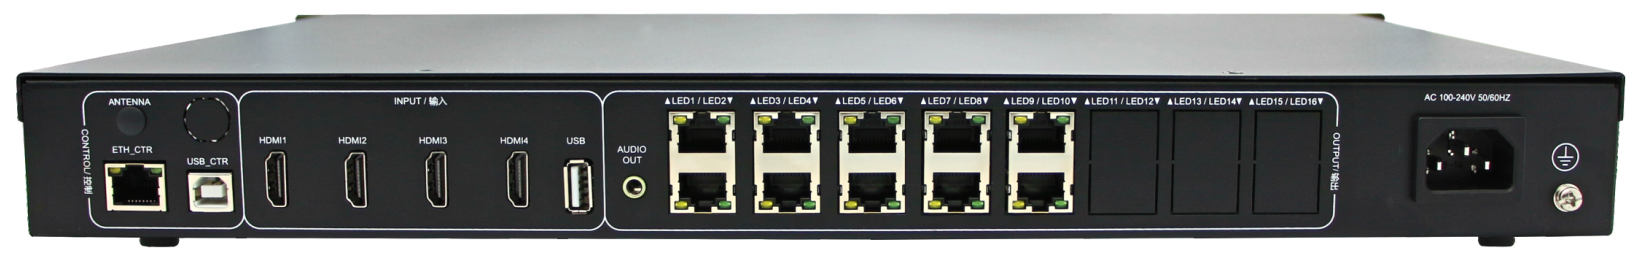 ANTENNA
ETH_CTR
USB_CTR
CONTROL / 控制
INPUT / 输入
HDMI1
HDMI2
HDMI3
HDMI4
USB
AUDIO
OUT
▲LED1 / LED2▼
▲LED3 / LED4▼
▲LED5 / LED6▼
▲LED7 / LED8▼
▲LED9 / LED10▼
▲LED11 / LED12▼
▲LED13 / LED14▼
▲LED15 / LED16▼
OUTPUT / 输出
AC 100-240V 50/60HZ